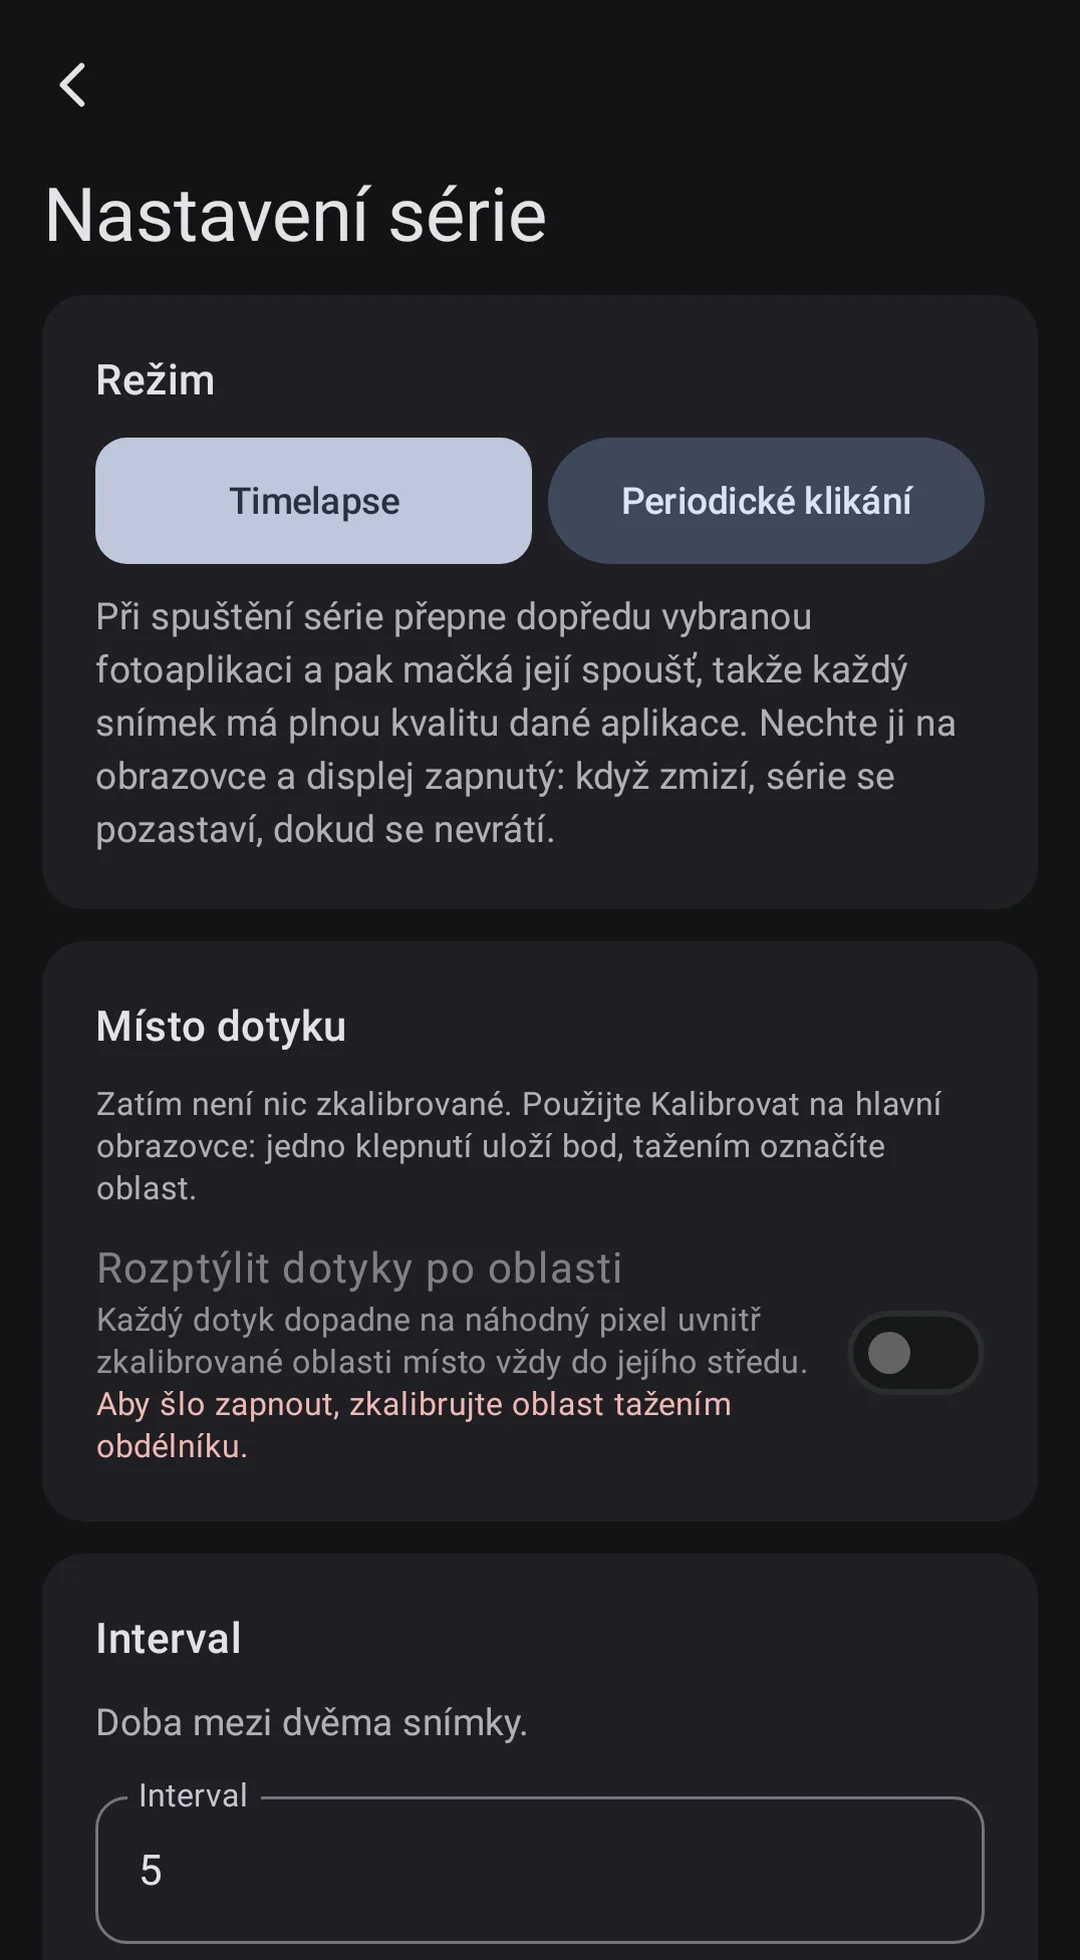 Nastavení série
Režim
Timelapse
Periodické klikání
Při spuštění série přepne dopředu vybranou
fotoaplikaci a pak mačká její spoušť, takže každý
snímek má plnou kvalitu dané aplikace. Nechte ji na
obrazovce a displej zapnutý: když zmizí, série se
pozastaví, dokud se nevrátí.
Místo dotyku
Zatím není nic zkalibrované. Použijte Kalibrovat na hlavní
obrazovce: jedno klepnutí uloží bod, tažením označíte
oblast.
Rozptýlit dotyky po oblasti
Každý dotyk dopadne na náhodný pixel uvnitř
zkalibrované oblasti místo vždy do jejího středu.
Aby šlo zapnout, zkalibrujte oblast tažením
obdélníku.
Interval
Doba mezi dvěma snímky.
Interval
5